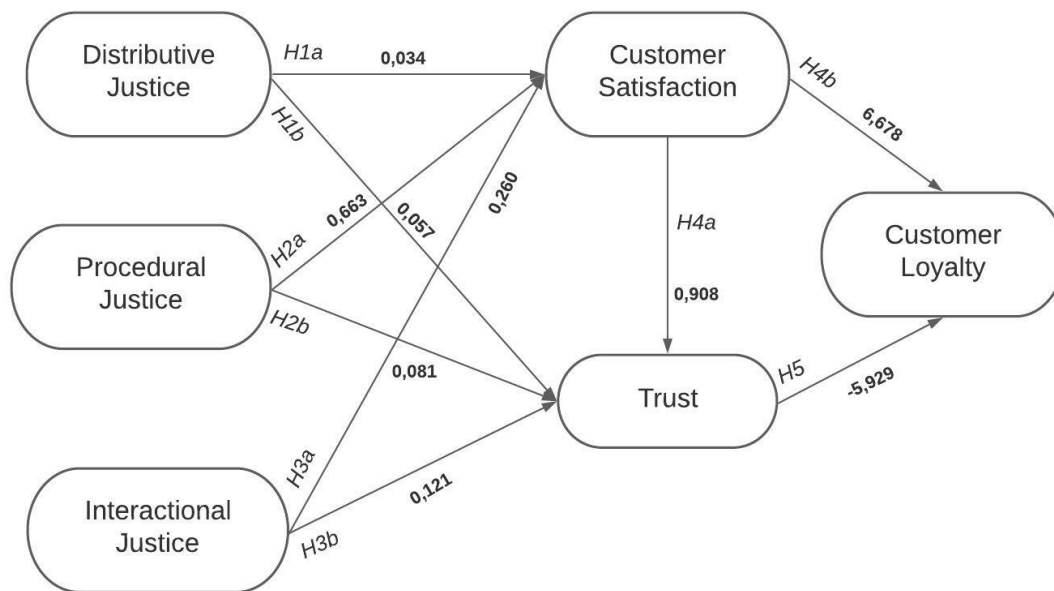 Distributive
Justice
H1a
0,034
Customer
Satisfaction
H4b
6,678
H1b
0,057
0,663
H2a
0,260
H4a
0,908
Procedural
Justice
H2b
0,081
Customer
Loyalty
Trust
H5
-5,929
H3a
0,121
H3b
Interactional
Justice